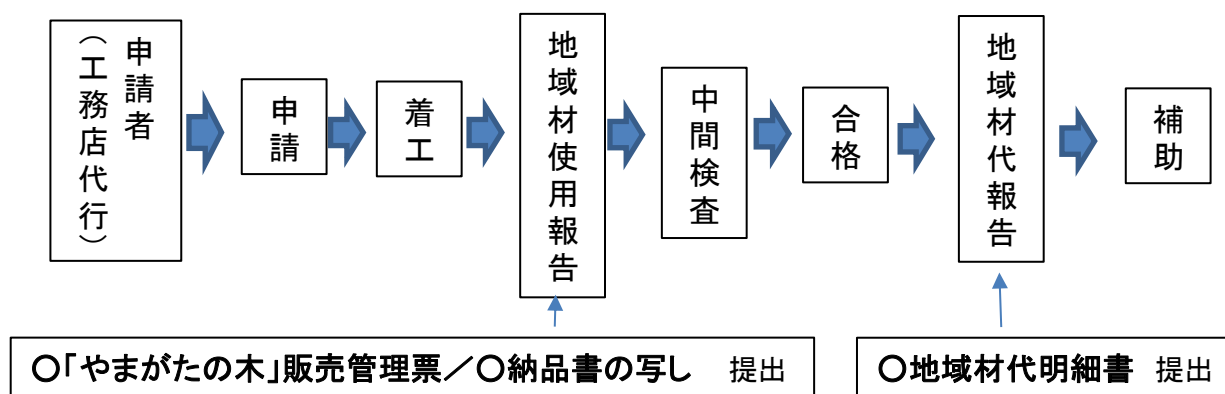 申請者
（工務店代行）
申請
着工
地域材使用報告
中間検査
合格
地域材代報告
補助
○「やまがたの木」販売管理票／○納品書の写し　提出
○地域材代明細書　提出